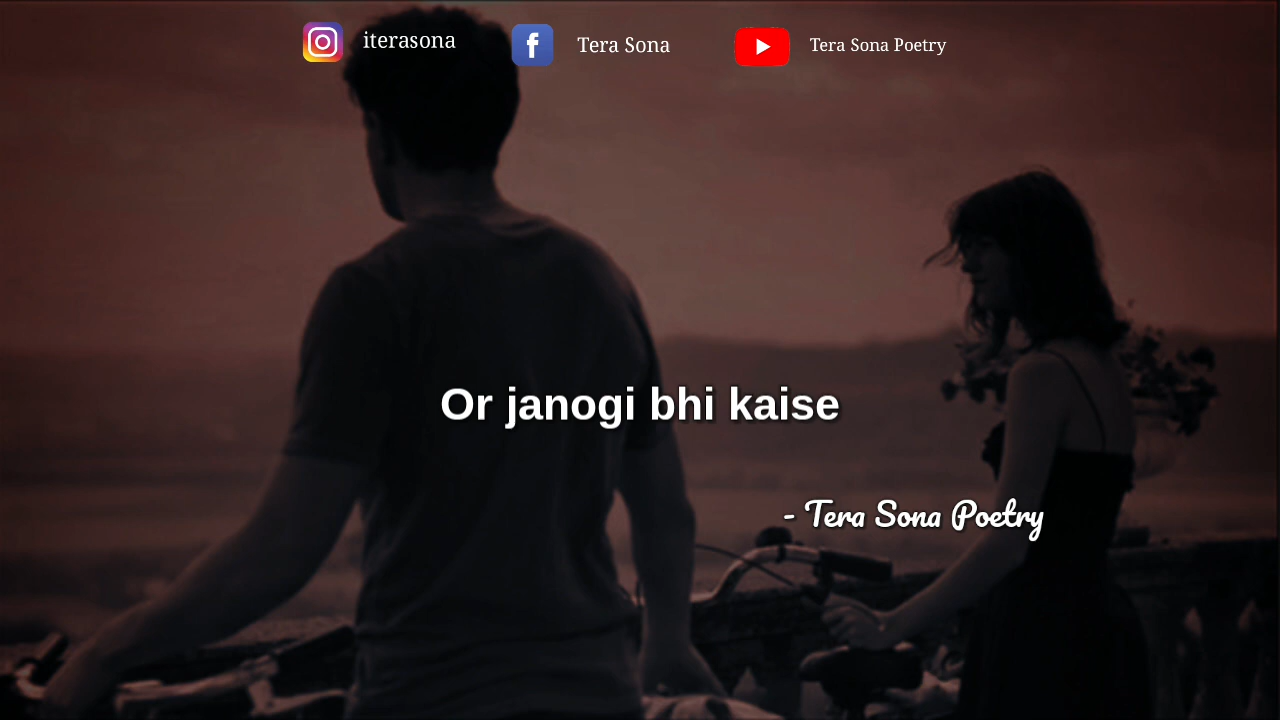 iterasona Tera Sona Tera Sona Poetry
Or janogi bhi kaise
- Tera Sona Poetry